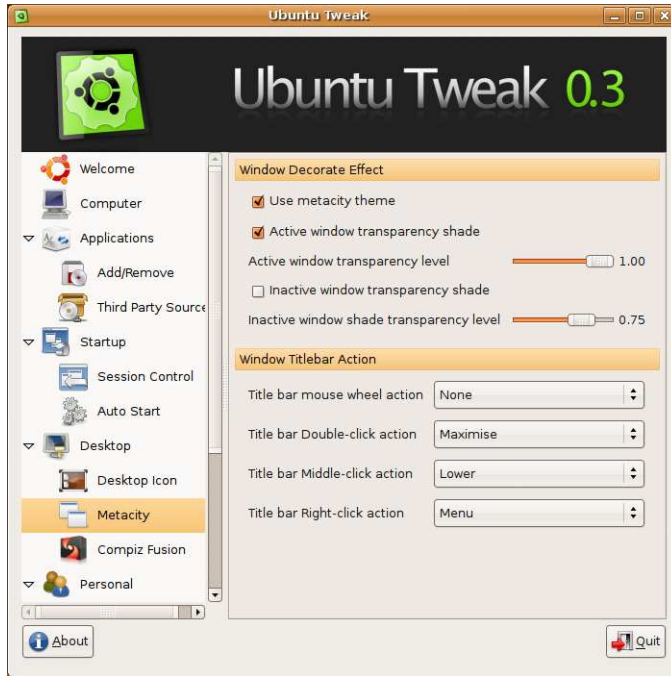 Ubuntu Tweak
Ubuntu Tweak 0.3
Welcome
Computer
Applications
Add/Remove
Third Party Source
Startup
Session Control
Auto Start
Desktop
Desktop Icon
Metacity
Compiz Fusion
Personal
Window Decorate Effect
Use metacity theme
Active window transparency shade
Active window transparency level 1.00
Inactive window transparency shade
Inactive window shade transparency level 0.75
Window Titlebar Action
Title bar mouse wheel action None
Title bar Double-click action Maximise
Title bar Middle-click action Lower
Title bar Right-click action Menu
About
Quit